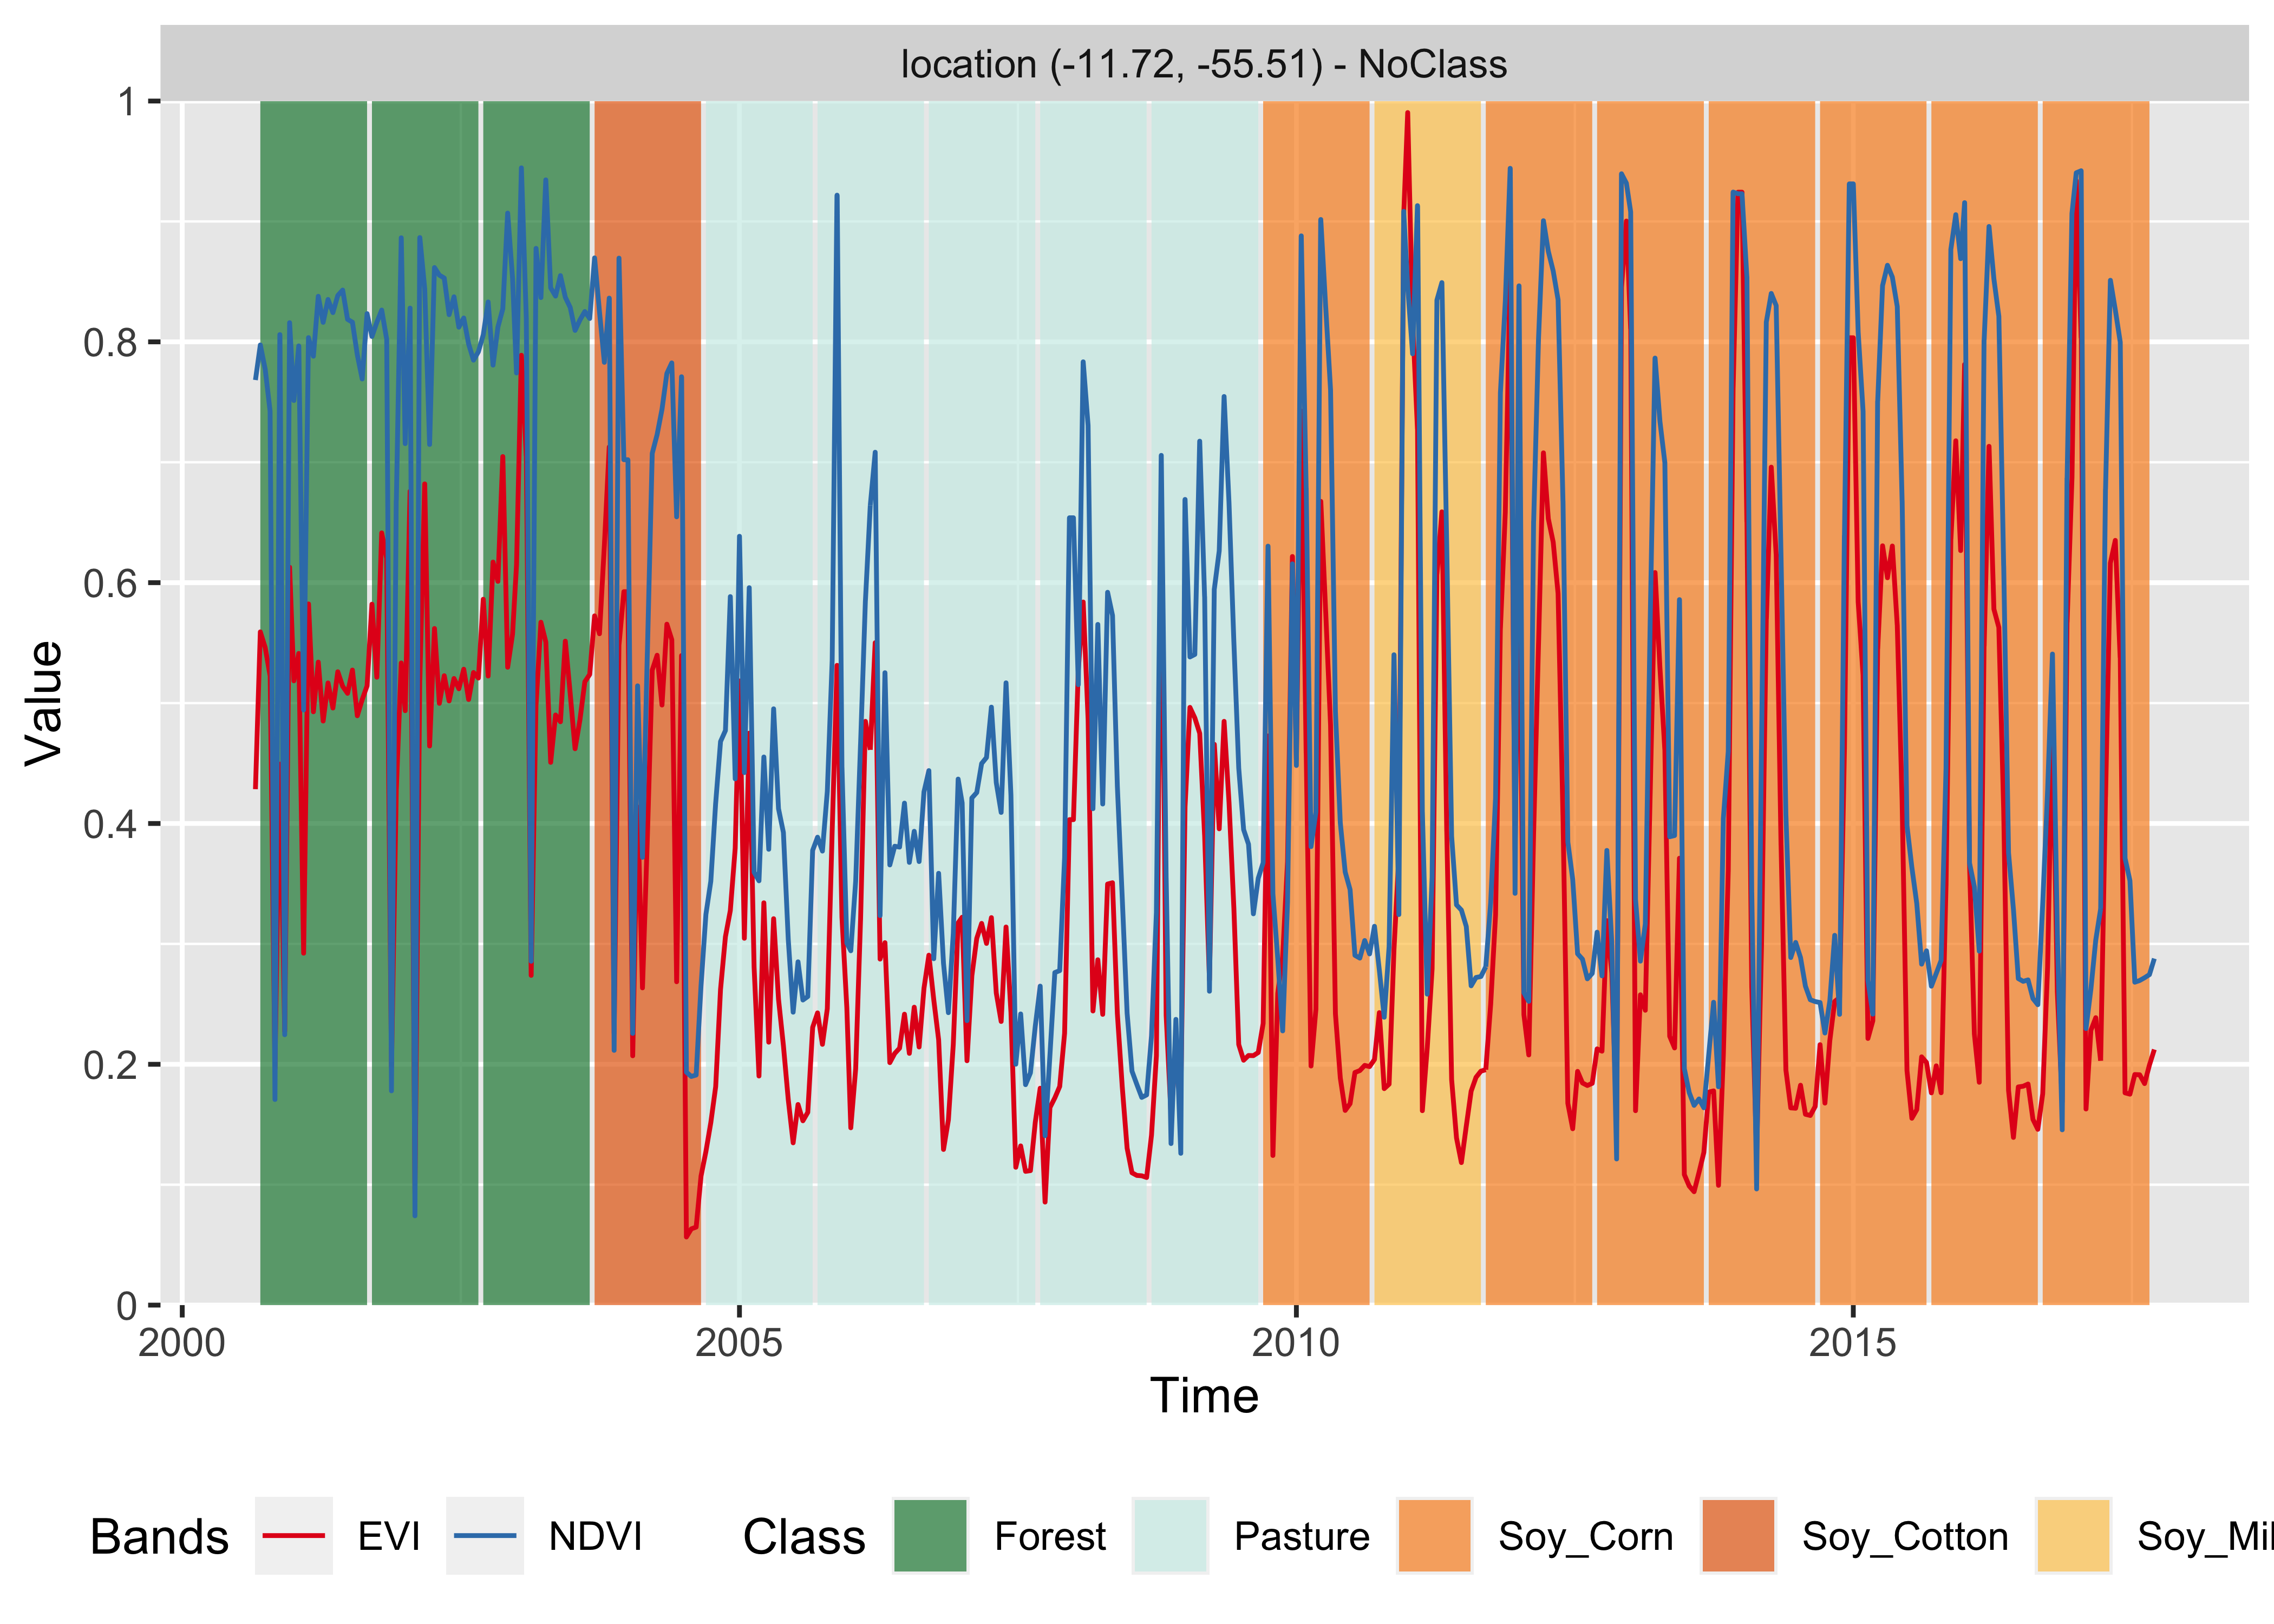 location (-11.72, -55.51) - NoClass
1
0.8
0.6
0.4
0.2
0
Value
2000 2005 2010 2015
Time
Bands EVI NDVI Class Forest Pasture Soy_Corn Soy_Cotton Soy_Mil